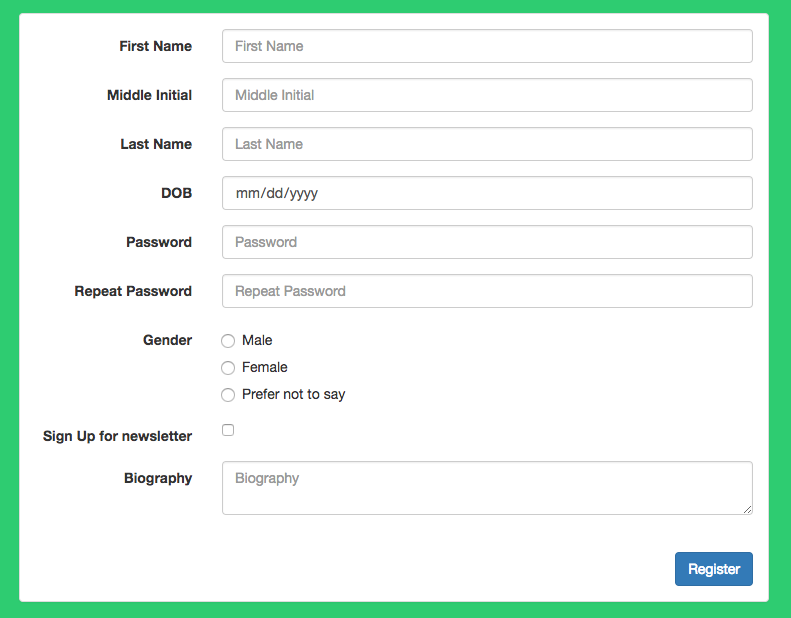 First Name First Name
Middle Initial Middle Initial
Last Name Last Name
DOB mm/dd/yyyy
Password Password
Repeat Password Repeat Password
Gender Male
Female
Prefer not to say
Sign Up for newsletter
Biography Biography
Register